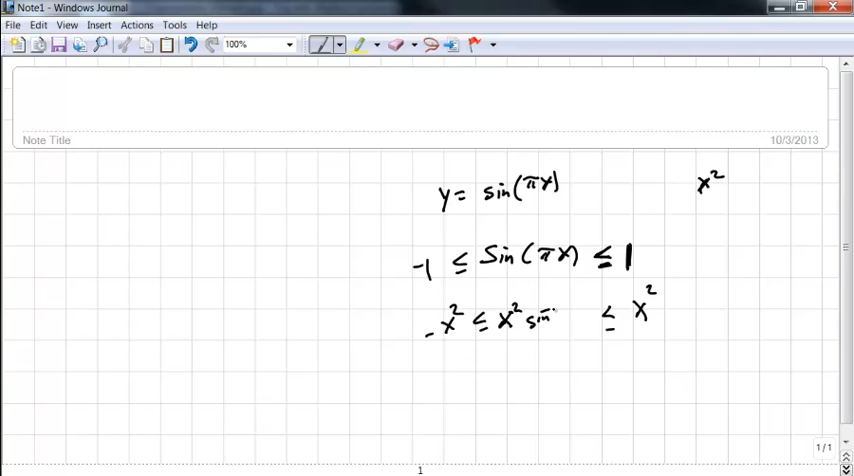 Note1 - Windows Journal
File Edit View Insert Actions Tools Help
100%
Note Title
10/3/2013
y = sin(πx)
x²
-1 ≤ Sin(πx) ≤ 1
-x² ≤ x² sin ≤ x²
1/1
1